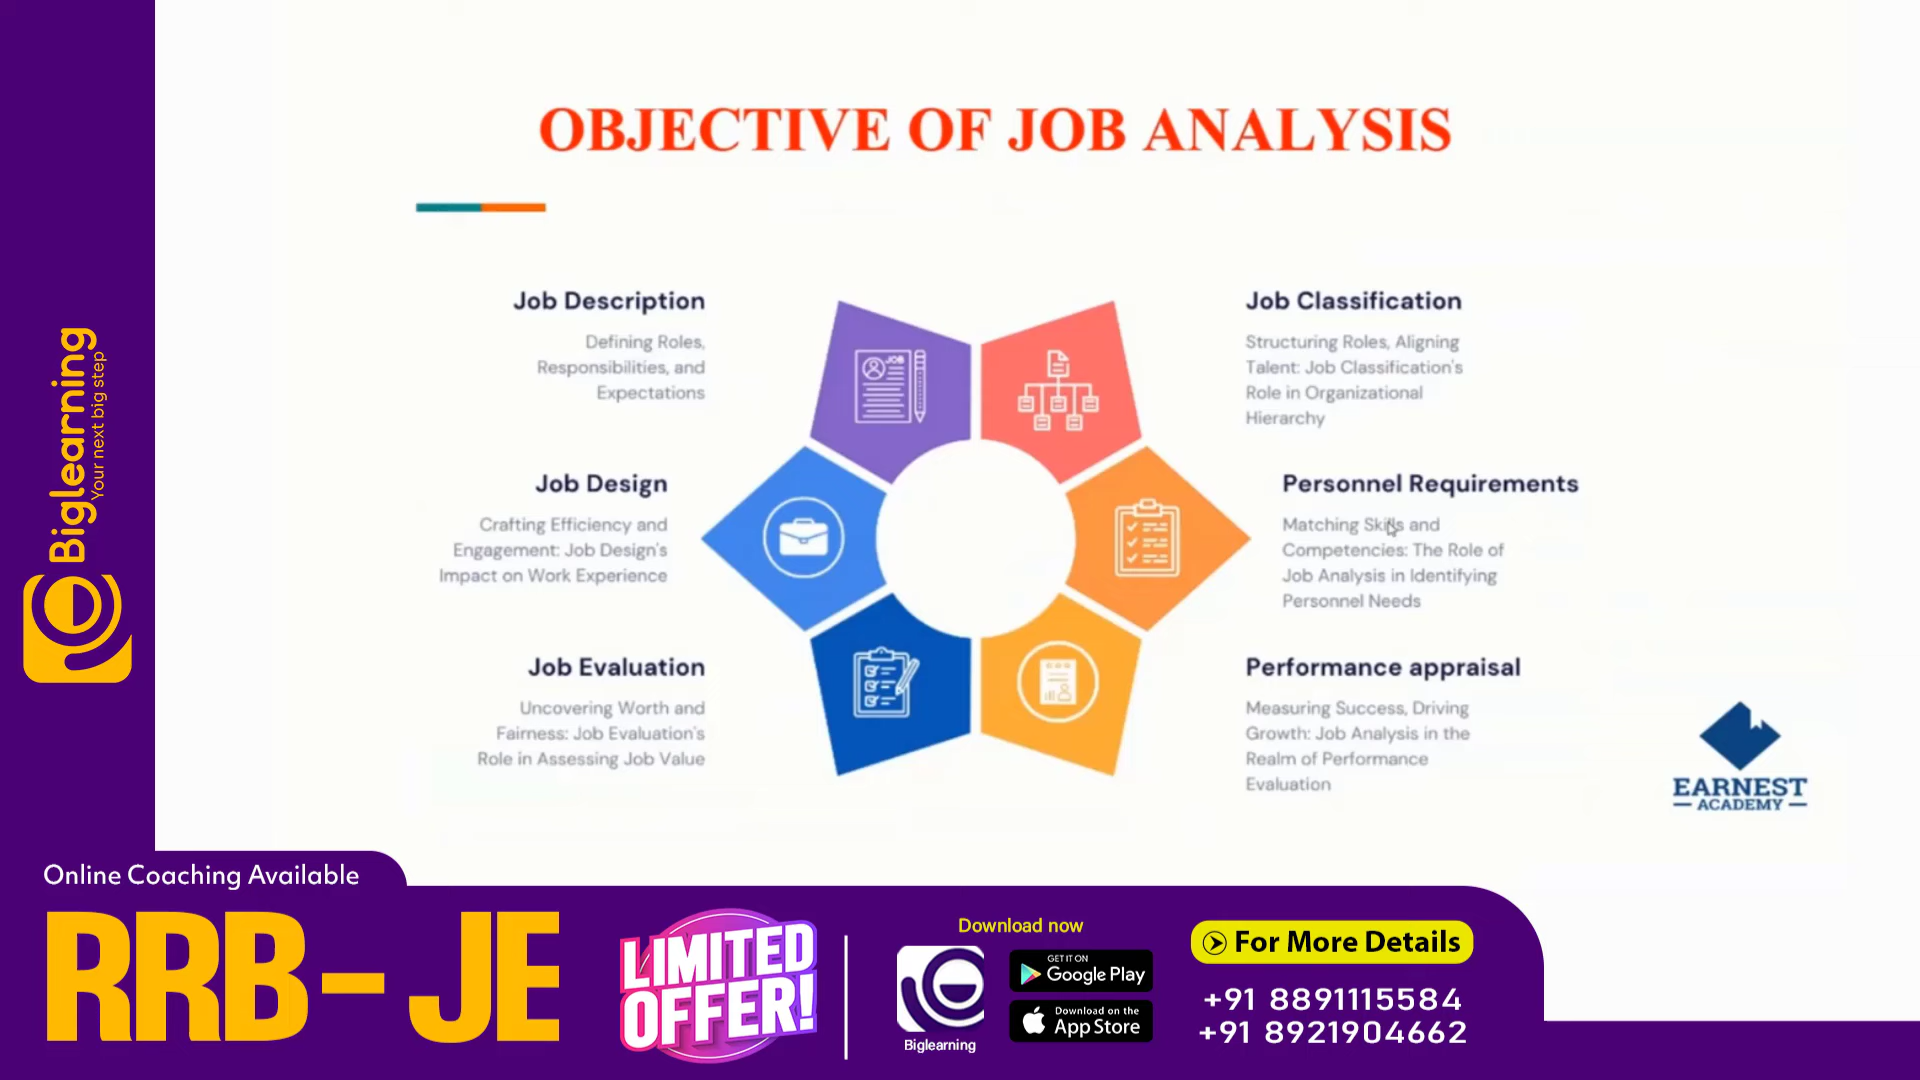 OBJECTIVE OF JOB ANALYSIS
Job Description
Defining Roles,
Responsibilities, and
Expectations
Job Classification
Structuring Roles, Aligning
Talent: Job Classification's
Role in Organizational
Hierarchy
Job Design
Crafting Efficiency and
Engagement: Job Design's
Impact on Work Experience
Personnel Requirements
Matching Skills and
Competencies: The Role of
Job Analysis in Identifying
Personnel Needs
Job Evaluation
Uncovering Worth and
Fairness: Job Evaluation's
Role in Assessing Job Value
Performance appraisal
Measuring Success, Driving
Growth: Job Analysis in the
Realm of Performance
Evaluation
JOB
EARNEST
ACADEMY
Biglearning
Your next big step
Online Coaching Available
RRB-JE
LIMITED
OFFER!
Download now
Biglearning
GET IT ON
Google Play
Download on the
App Store
For More Details
+91 8891115584
+91 8921904662